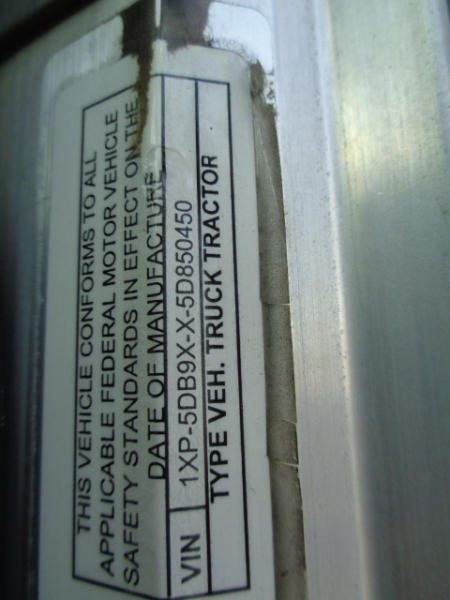 THIS VEHICLE CONFORMS TO ALL
APPLICABLE FEDERAL MOTOR VEHICLE
SAFETY STANDARDS IN EFFECT ON THE
DATE OF MANUFACTURE
VIN 1XP-5DB9X-X-5D850450
TYPE VEH. TRUCK TRACTOR